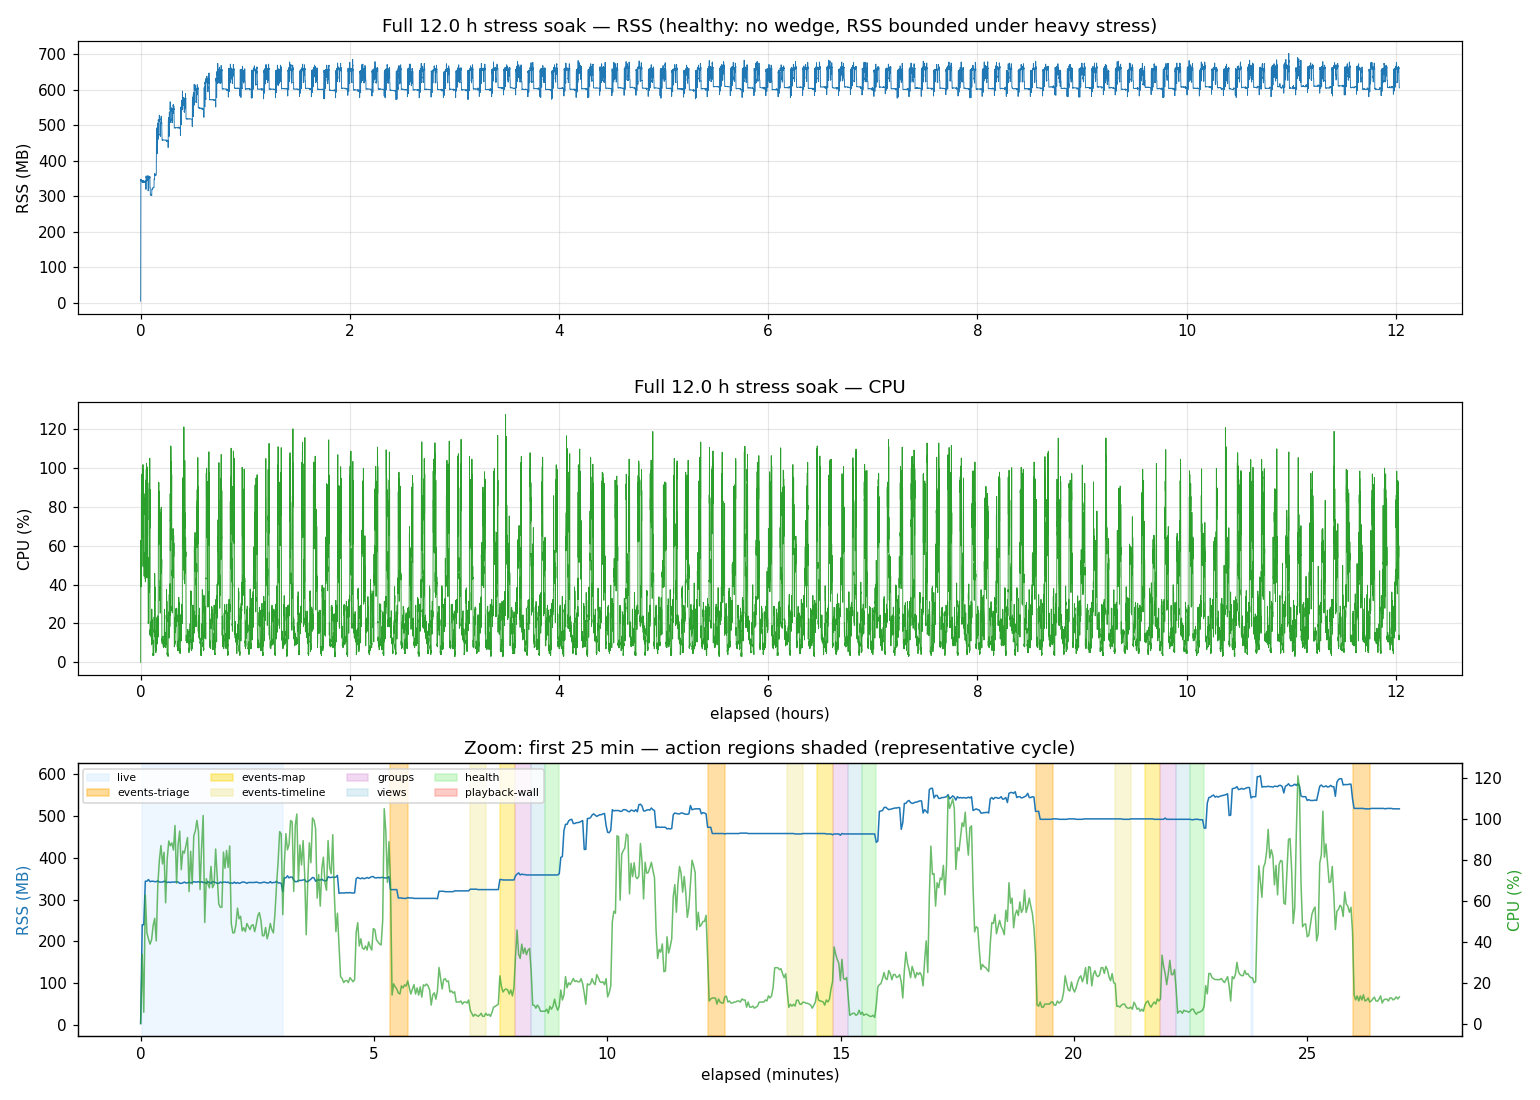 Full 12.0 h stress soak — RSS (healthy: no wedge, RSS bounded under heavy stress)
RSS (MB)
700
600
500
400
300
200
100
0
0 2 4 6 8 10 12
Full 12.0 h stress soak — CPU
CPU (%)
120
100
80
60
40
20
0
0 2 4 6 8 10 12
elapsed (hours)
Zoom: first 25 min — action regions shaded (representative cycle)
live events-map groups health
events-triage events-timeline views playback-wall
RSS (MB)
600
500
400
300
200
100
0
CPU (%)
120
100
80
60
40
20
0
0 5 10 15 20 25
elapsed (minutes)